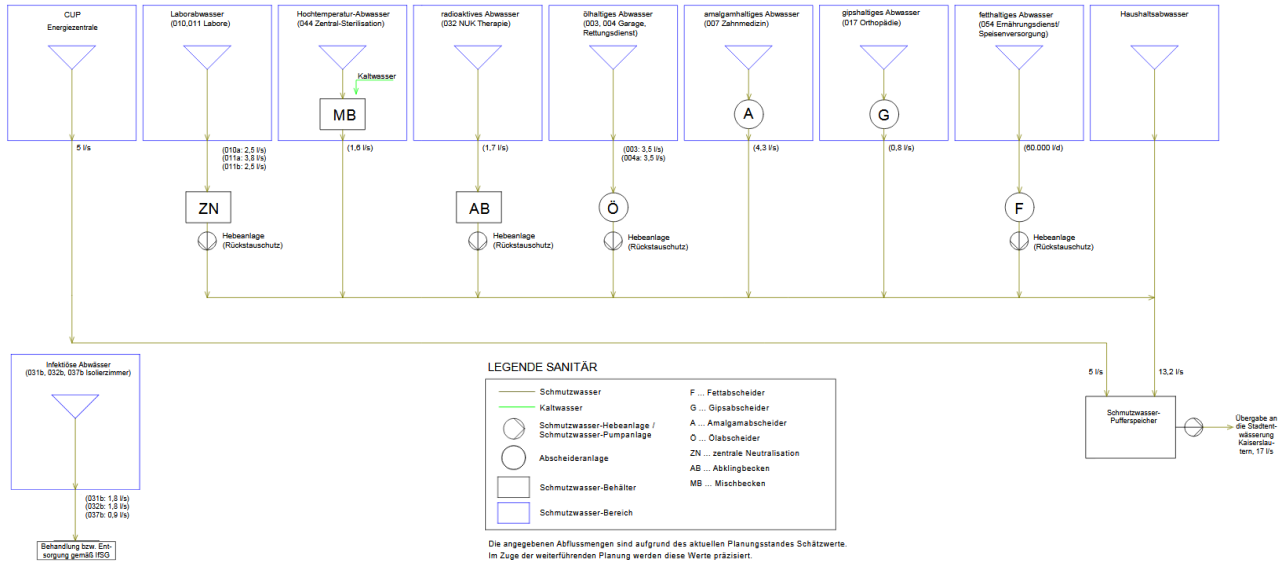 CUP
Energiezentrale
Laborabwasser
(010,011 Labore)
Hochtemperatur-Abwasser
(044 Zentral-Sterilisation)
radioaktives Abwasser
(032 NUK Therapie)
ölhaltiges Abwasser
(003, 004 Garage,
Rettungsdienst)
amalgamhaltiges Abwasser
(007 Zahnmedizin)
gipshaltiges Abwasser
(017 Orthopädie)
fetthaltiges Abwasser
(054 Ernährungsdienst/
Speisenversorgung)
Haushaltsabwasser
Kaltwasser
MB
A
G
5 l/s
(010a: 2,5 l/s)
(011a: 3,8 l/s)
(011b: 2,5 l/s)
(1,6 l/s)
(1,7 l/s)
(003: 3,5 l/s)
(004a: 3,5 l/s)
(4,3 l/s)
(0,8 l/s)
(60.000 l/d)
ZN
AB
Ö
F
Hebeanlage
(Rückstauschutz)
Hebeanlage
(Rückstauschutz)
Hebeanlage
(Rückstauschutz)
Hebeanlage
(Rückstauschutz)
Infektiöse Abwässer
(031b, 032b, 037b Isolierzimmer)
(031b: 1,8 l/s)
(032b: 1,8 l/s)
(037b: 0,9 l/s)
Behandlung bzw. Ent-
sorgung gemäß IfSG
LEGENDE SANITÄR
Schmutzwasser
Kaltwasser
Schmutzwasser-Hebeanlage /
Schmutzwasser-Pumpanlage
Abscheideranlage
Schmutzwasser-Behälter
Schmutzwasser-Bereich
F ... Fettabscheider
G ... Gipsabscheider
A ... Amalgamabscheider
Ö ... Ölabscheider
ZN ... zentrale Neutralisation
AB ... Abklingbecken
MB ... Mischbecken
Die angegebenen Abflussmengen sind aufgrund des aktuellen Planungsstandes Schätzwerte.
Im Zuge der weiterführenden Planung werden diese Werte präzisiert.
5 l/s
13,2 l/s
Schmutzwasser-
Pufferspeicher
Übergabe an
die Stadtent-
wässerung
Kaiserslau-
tern, 17 l/s